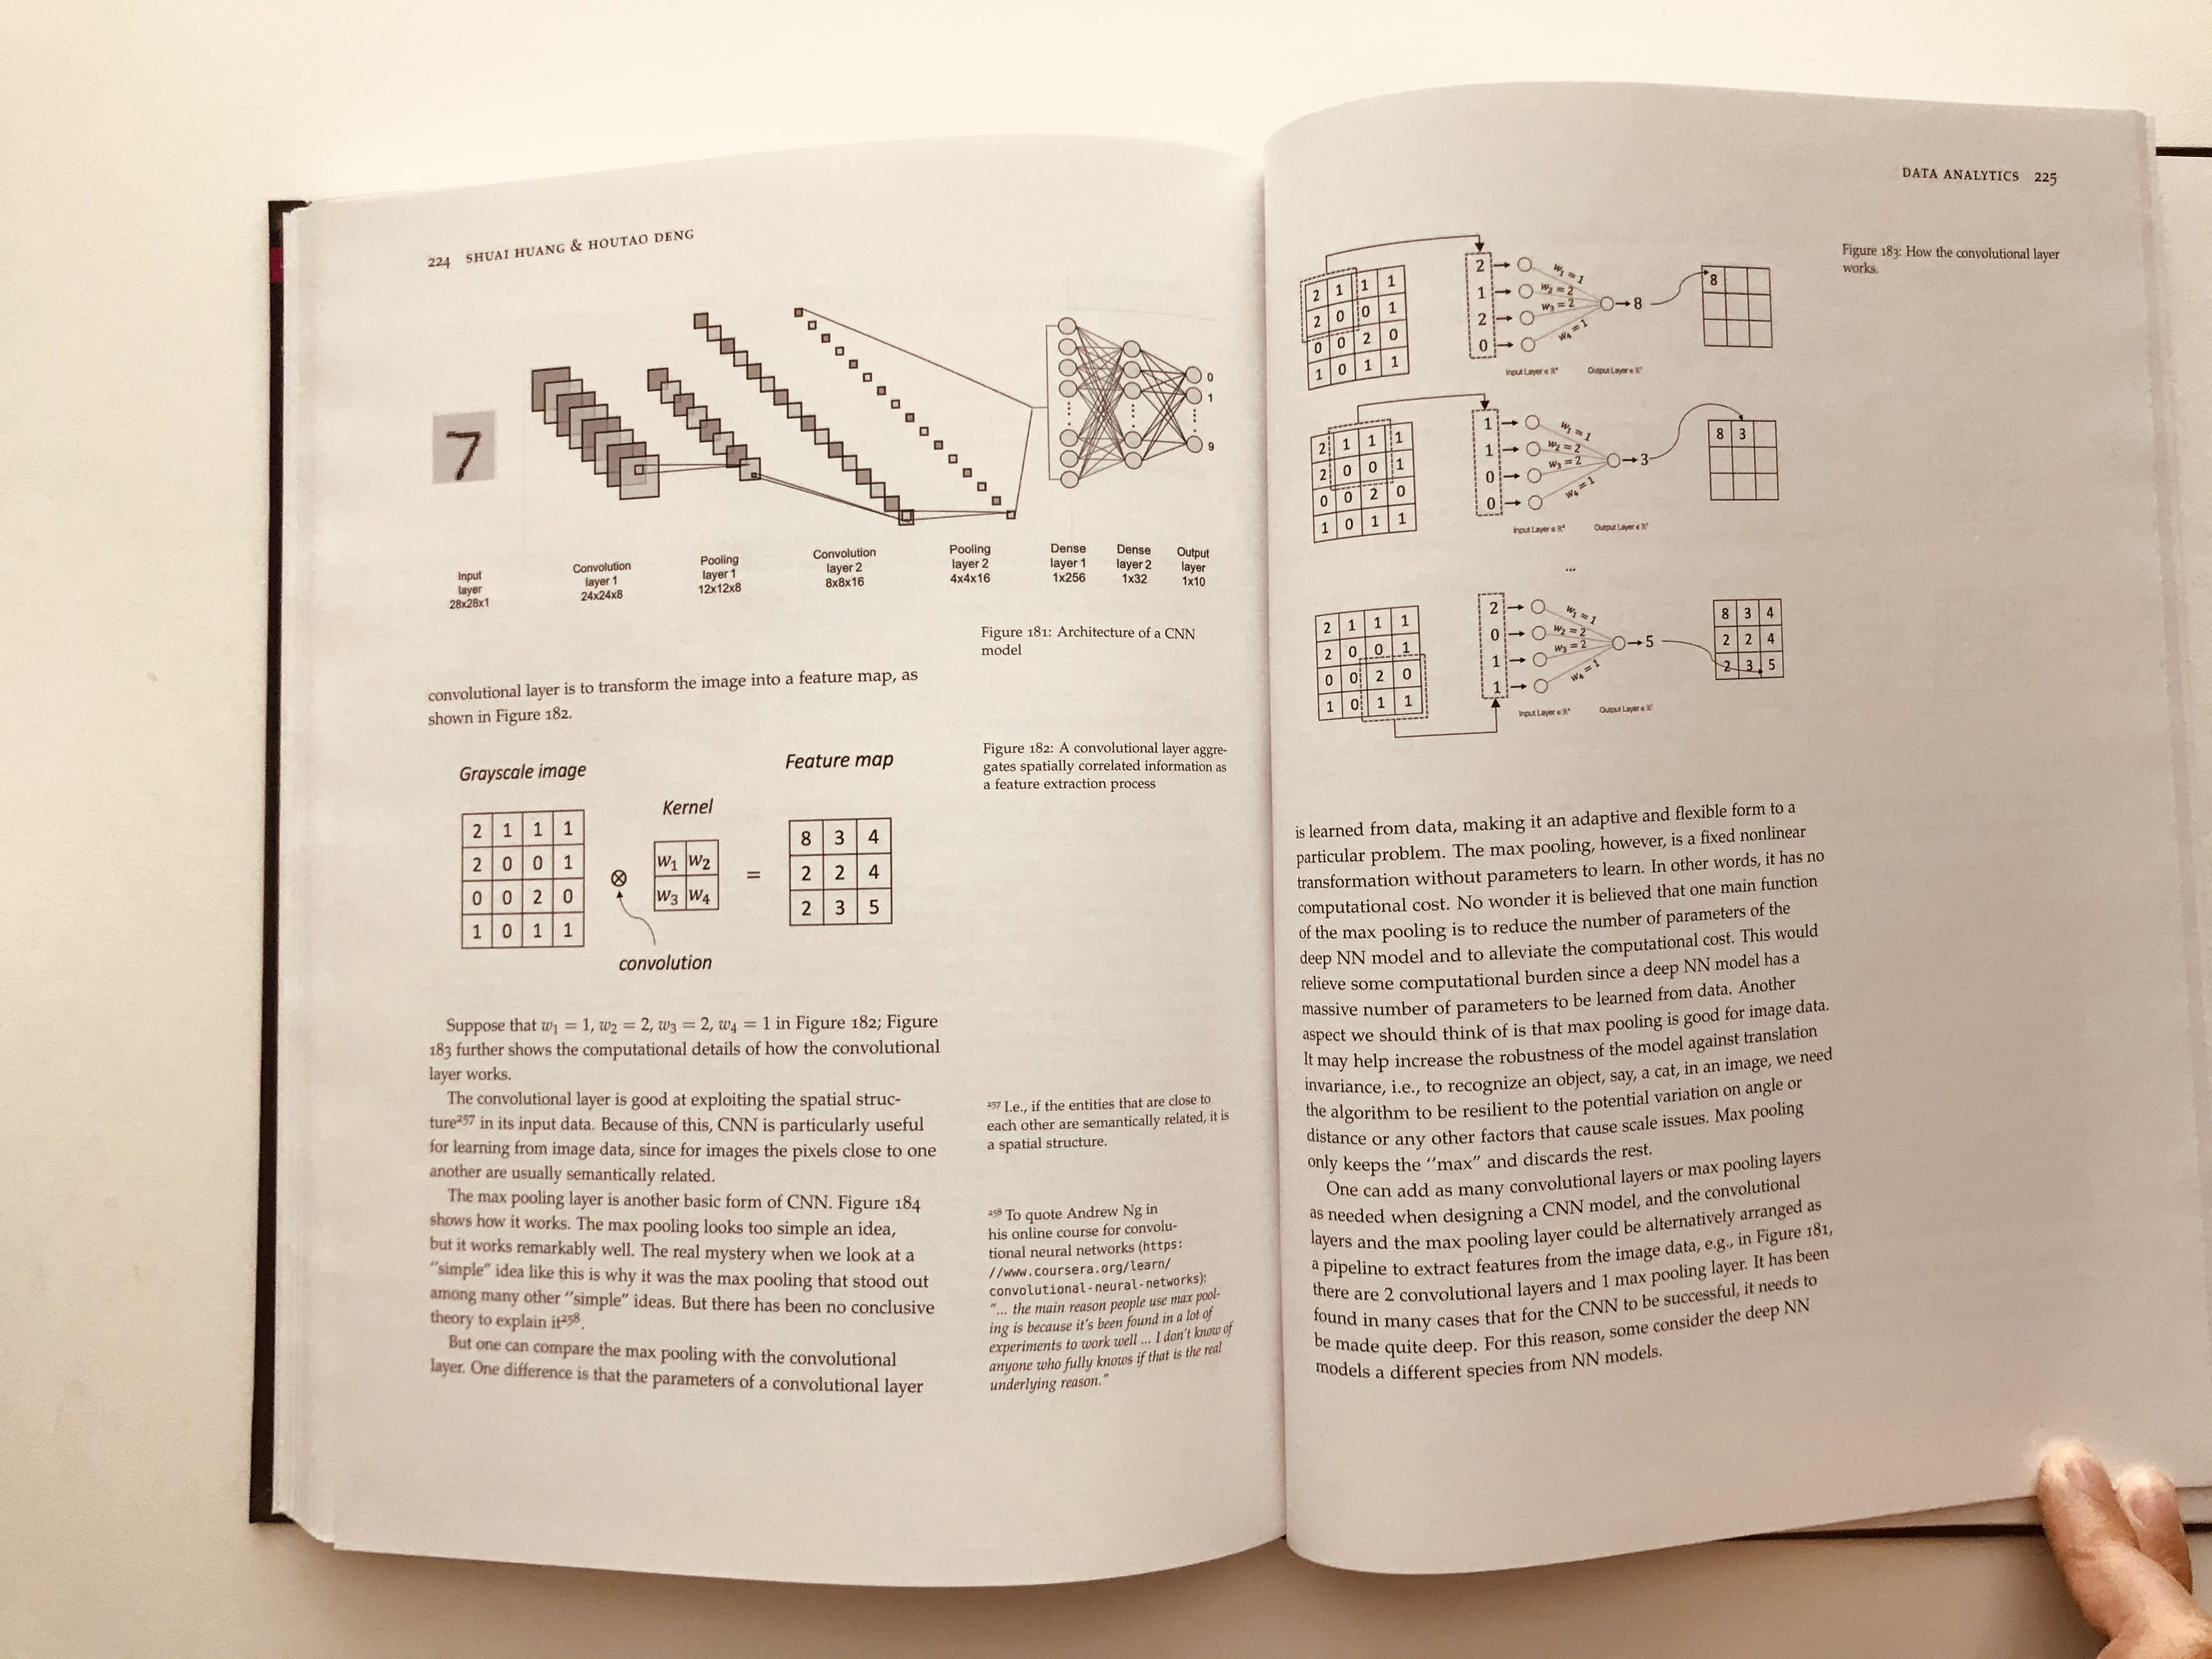 224 SHUAI HUANG & HOUTAO DENG
7
0
1
9
Input
layer
28x28x1
Convolution
layer 1
24x24x8
Pooling
layer 1
12x12x8
Convolution
layer 2
8x8x16
Pooling
layer 2
4x4x16
Dense
layer 1
1x256
Dense
layer 2
1x32
Output
layer
1x10
Figure 181: Architecture of a CNN
model
convolutional layer is to transform the image into a feature map, as
shown in Figure 182.
Grayscale image
2 1 1 1
2 0 0 1
0 0 2 0
1 0 1 1
⊗
convolution
Kernel
w₁ w₂
w₃ w₄
=
Feature map
8 3 4
2 2 4
2 3 5
Figure 182: A convolutional layer aggre-
gates spatially correlated information as
a feature extraction process
Suppose that w₁ = 1, w₂ = 2, w₃ = 2, w₄ = 1 in Figure 182; Figure
183 further shows the computational details of how the convolutional
layer works.
The convolutional layer is good at exploiting the spatial struc-
ture²⁵⁷ in its input data. Because of this, CNN is particularly useful
for learning from image data, since for images the pixels close to one
another are usually semantically related.
The max pooling layer is another basic form of CNN. Figure 184
shows how it works. The max pooling looks too simple an idea,
but it works remarkably well. The real mystery when we look at a
“simple” idea like this is why it was the max pooling that stood out
among many other “simple” ideas. But there has been no conclusive
theory to explain it²⁵⁸.
But one can compare the max pooling with the convolutional
layer. One difference is that the parameters of a convolutional layer
²⁵⁷ I.e., if the entities that are close to
each other are semantically related, it is
a spatial structure.
²⁵⁸ To quote Andrew Ng in
his online course for convolu-
tional neural networks (https:
//www.coursera.org/learn/
convolutional-neural-networks):
“... the main reason people use max pool-
ing is because it's been found in a lot of
experiments to work well ... I don't know of
anyone who fully knows if that is the real
underlying reason.”
DATA ANALYTICS 225
Figure 183: How the convolutional layer
works.
2 1 1 1
2 0 0 1
0 0 2 0
1 0 1 1
2
1
2
0
w₁ = 1
w₂ = 2
w₃ = 2
w₄ = 1
8
Input Layer ∈ ℝ⁴
Output Layer ∈ ℝ¹
8
2 1 1 1
2 0 0 1
0 0 2 0
1 0 1 1
1
1
0
0
w₁ = 1
w₂ = 2
w₃ = 2
w₄ = 1
3
Input Layer ∈ ℝ⁴
Output Layer ∈ ℝ¹
8 3
...
2 1 1 1
2 0 0 1
0 0 2 0
1 0 1 1
2
0
1
1
w₁ = 1
w₂ = 2
w₃ = 2
w₄ = 1
5
Input Layer ∈ ℝ⁴
Output Layer ∈ ℝ¹
8 3 4
2 2 4
2 3 5
is learned from data, making it an adaptive and flexible form to a
particular problem. The max pooling, however, is a fixed nonlinear
transformation without parameters to learn. In other words, it has no
computational cost. No wonder it is believed that one main function
of the max pooling is to reduce the number of parameters of the
deep NN model and to alleviate the computational cost. This would
relieve some computational burden since a deep NN model has a
massive number of parameters to be learned from data. Another
aspect we should think of is that max pooling is good for image data.
It may help increase the robustness of the model against translation
invariance, i.e., to recognize an object, say, a cat, in an image, we need
the algorithm to be resilient to the potential variation on angle or
distance or any other factors that cause scale issues. Max pooling
only keeps the “max” and discards the rest.
One can add as many convolutional layers or max pooling layers
as needed when designing a CNN model, and the convolutional
layers and the max pooling layer could be alternatively arranged as
a pipeline to extract features from the image data, e.g., in Figure 181,
there are 2 convolutional layers and 1 max pooling layer. It has been
found in many cases that for the CNN to be successful, it needs to
be made quite deep. For this reason, some consider the deep NN
models a different species from NN models.